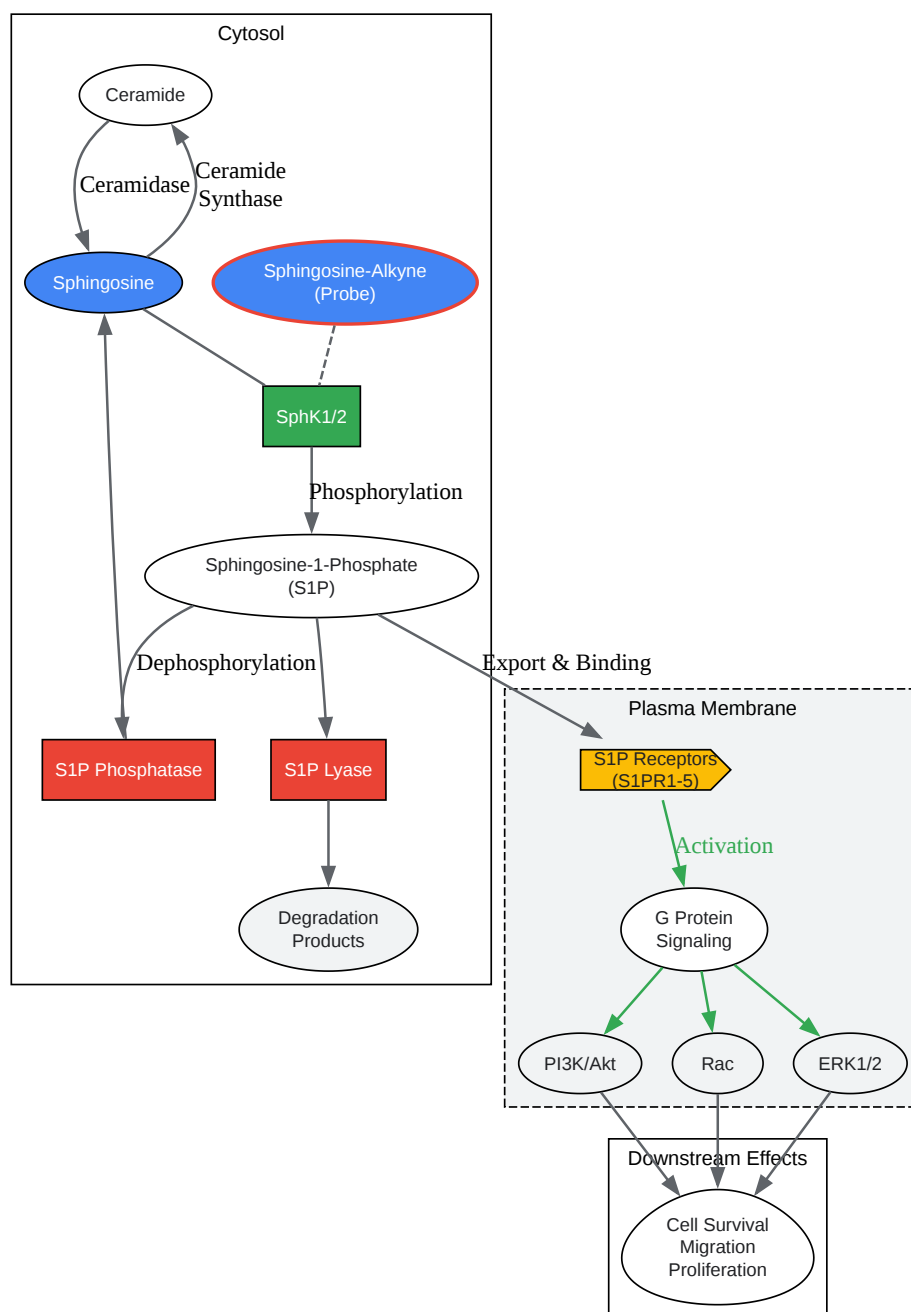 Cytosol
Ceramide
Ceramidase
Ceramide
Synthase
Sphingosine
Sphingosine-Alkyne
(Probe)
SphK1/2
Phosphorylation
Sphingosine-1-Phosphate
(S1P)
Dephosphorylation
Export & Binding
Plasma Membrane
S1P Phosphatase
S1P Lyase
S1P Receptors
(S1PR1-5)
Activation
Degradation
Products
G Protein
Signaling
PI3K/Akt
Rac
ERK1/2
Downstream Effects
Cell Survival
Migration
Proliferation